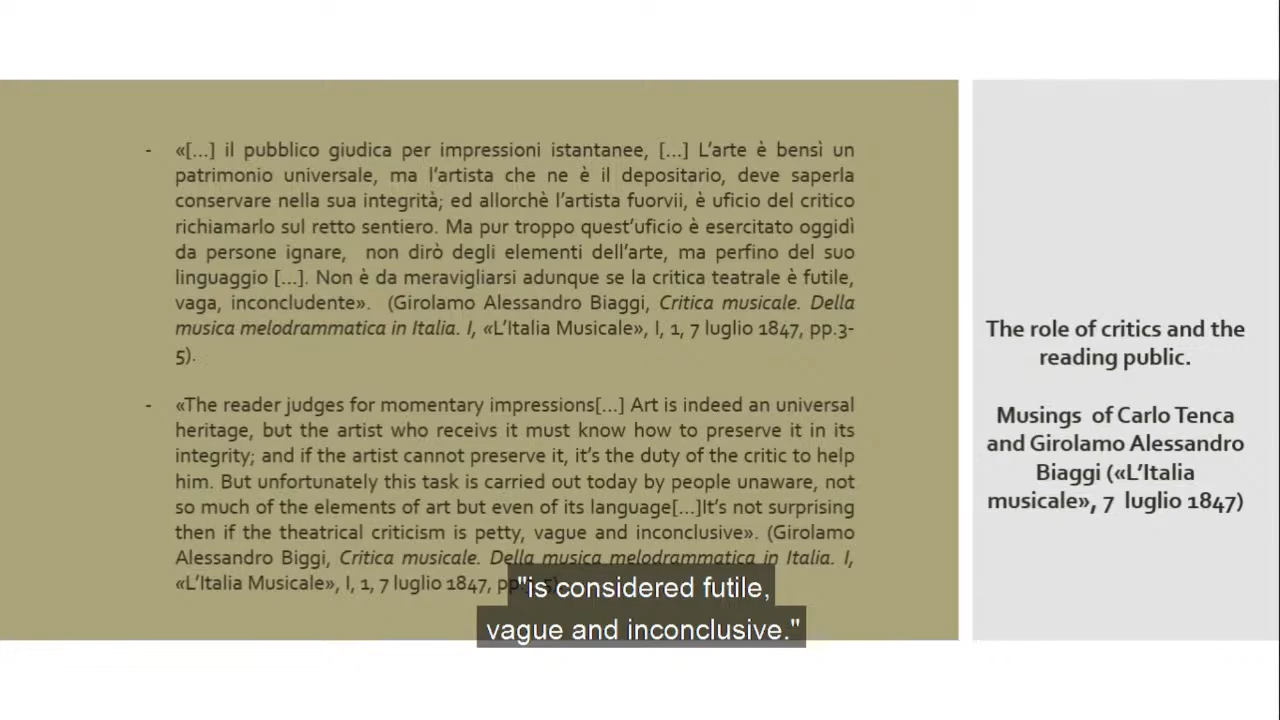 - «[...] il pubblico giudica per impressioni istantanee, [...] L'arte è bensì un
patrimonio universale, ma l'artista che ne è il depositario, deve saperla
conservare nella sua integrità; ed allorchè l'artista fuorvii, è uficio del critico
richiamarlo sul retto sentiero. Ma pur troppo quest'uficio è esercitato oggidì
da persone ignare, non dirò degli elementi dell'arte, ma perfino del suo
linguaggio [...]. Non è da meravigliarsi adunque se la critica teatrale è futile,
vaga, inconcludente». (Girolamo Alessandro Biaggi, Critica musicale. Della
musica melodrammatica in Italia. I, «L'Italia Musicale», I, 1, 7 luglio 1847, pp.3-
5).
- «The reader judges for momentary impressions[...] Art is indeed an universal
heritage, but the artist who receivs it must know how to preserve it in its
integrity; and if the artist cannot preserve it, it's the duty of the critic to help
him. But unfortunately this task is carried out today by people unaware, not
so much of the elements of art but even of its language[...]It's not surprising
then if the theatrical criticism is petty, vague and inconclusive». (Girolamo
Alessandro Biggi, Critica musicale. Della musica melodrammatica in Italia. I,
«L'Italia Musicale», I, 1, 7 luglio 1847,
"is considered futile,
vague and inconclusive."
The role of critics and the
reading public.
Musings of Carlo Tenca
and Girolamo Alessandro
Biaggi («L'Italia
musicale», 7 luglio 1847)